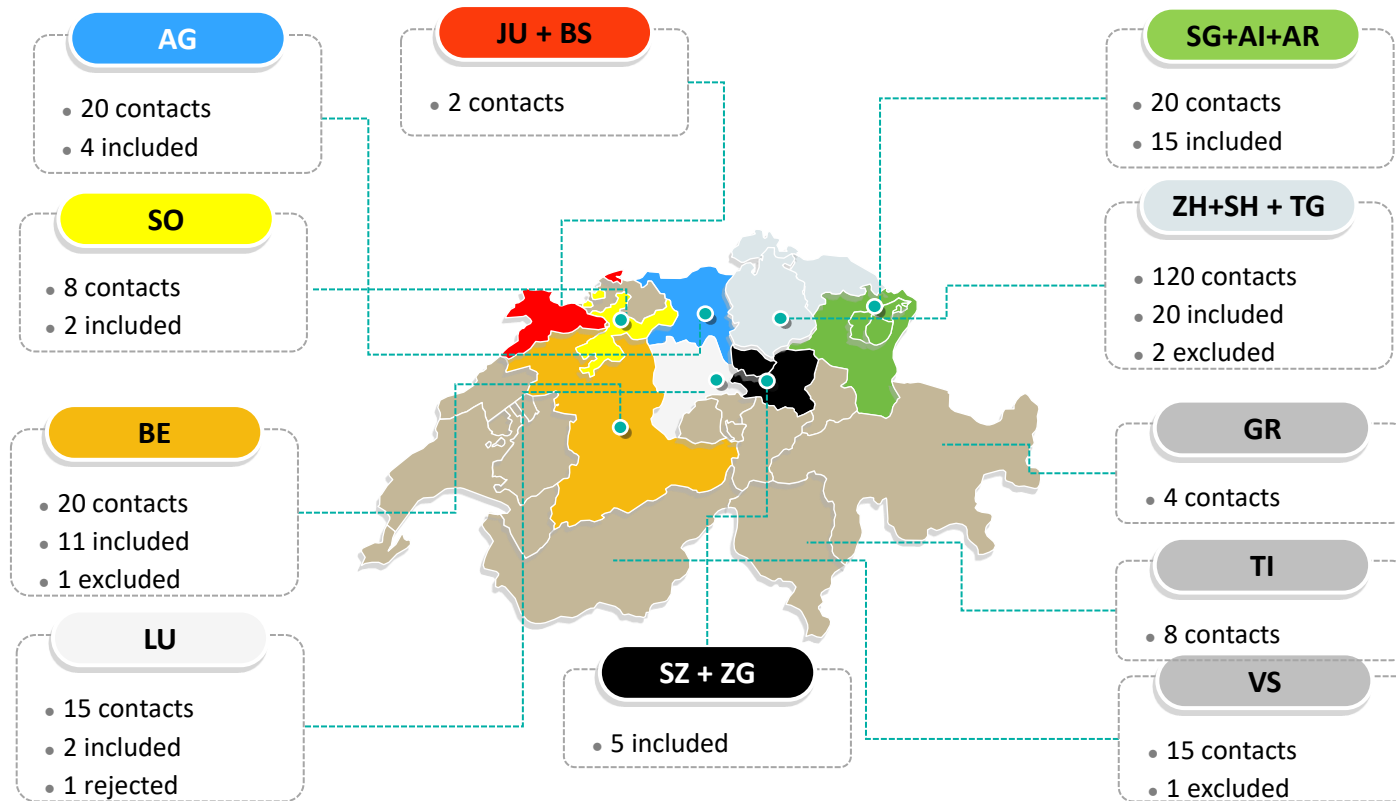 AG
• 20 contacts
• 4 included
JU + BS
• 2 contacts
SG+AI+AR
• 20 contacts
• 15 included
SO
• 8 contacts
• 2 included
ZH+SH + TG
• 120 contacts
• 20 included
• 2 excluded
BE
• 20 contacts
• 11 included
• 1 excluded
GR
• 4 contacts
TI
• 8 contacts
LU
• 15 contacts
• 2 included
• 1 rejected
SZ + ZG
• 5 included
VS
• 15 contacts
• 1 excluded